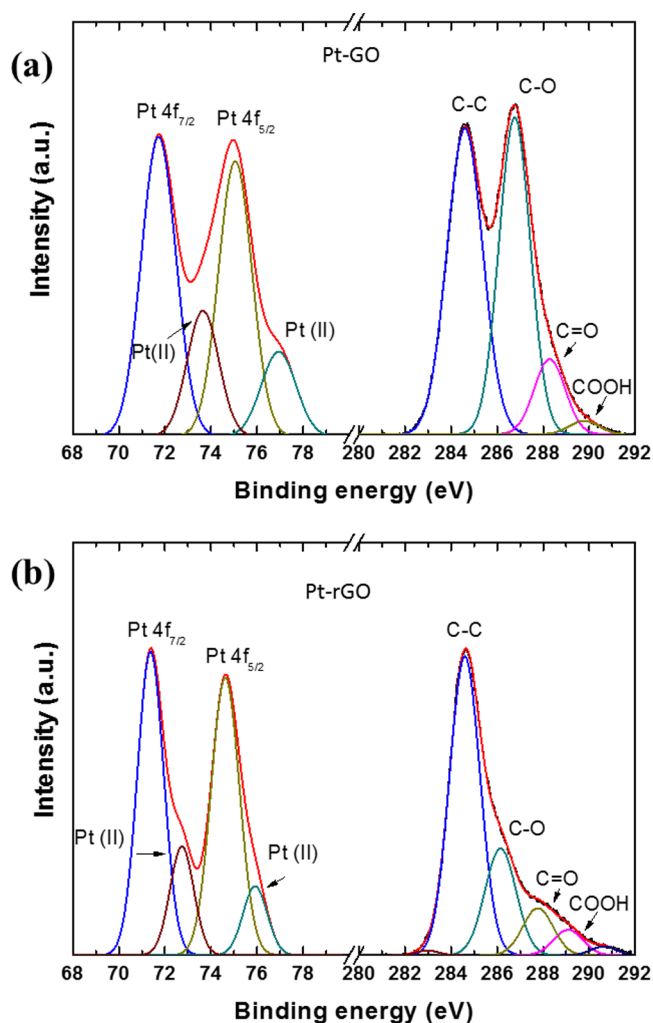 (a)
Pt-GO
Pt 4f7/2
Pt 4f5/2
Pt(II)
Pt (II)
C-C
C-O
C=O
COOH
Intensity (a.u.)
68 70 72 74 76 78 280 282 284 286 288 290 292
Binding energy (eV)
(b)
Pt-rGO
Pt 4f7/2
Pt 4f5/2
Pt (II)
Pt (II)
C-C
C-O
C=O
COOH
Intensity (a.u.)
68 70 72 74 76 78 280 282 284 286 288 290 292
Binding energy (eV)